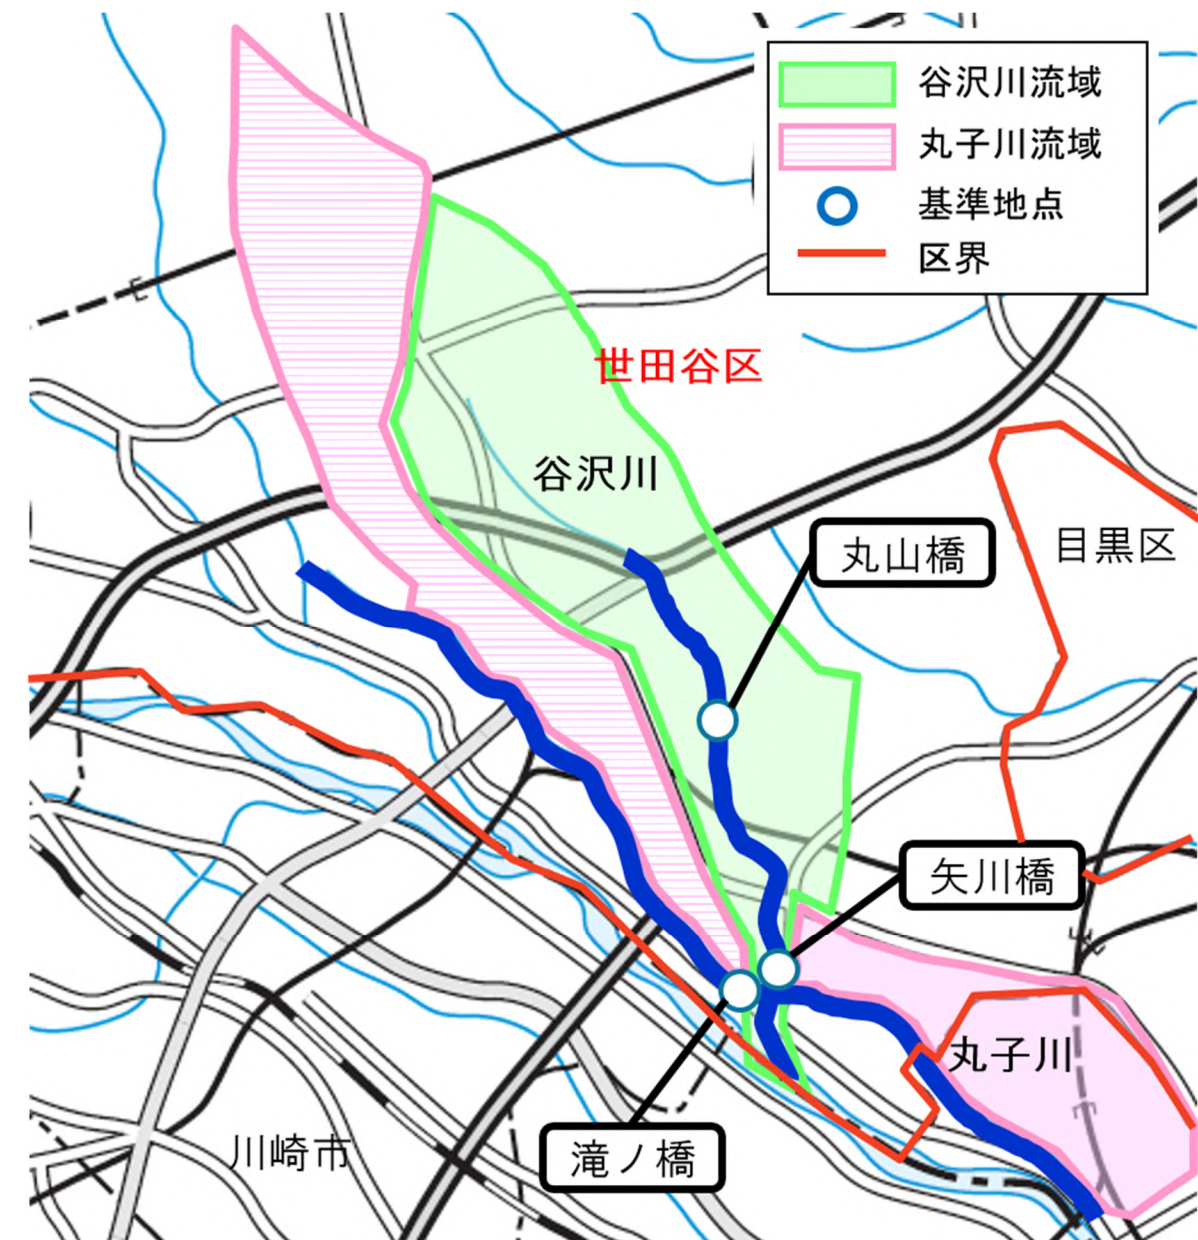 谷沢川流域
丸子川流域
基準地点
区界
世田谷区
谷沢川
丸山橋
目黒区
矢川橋
丸子川
滝ノ橋
川崎市